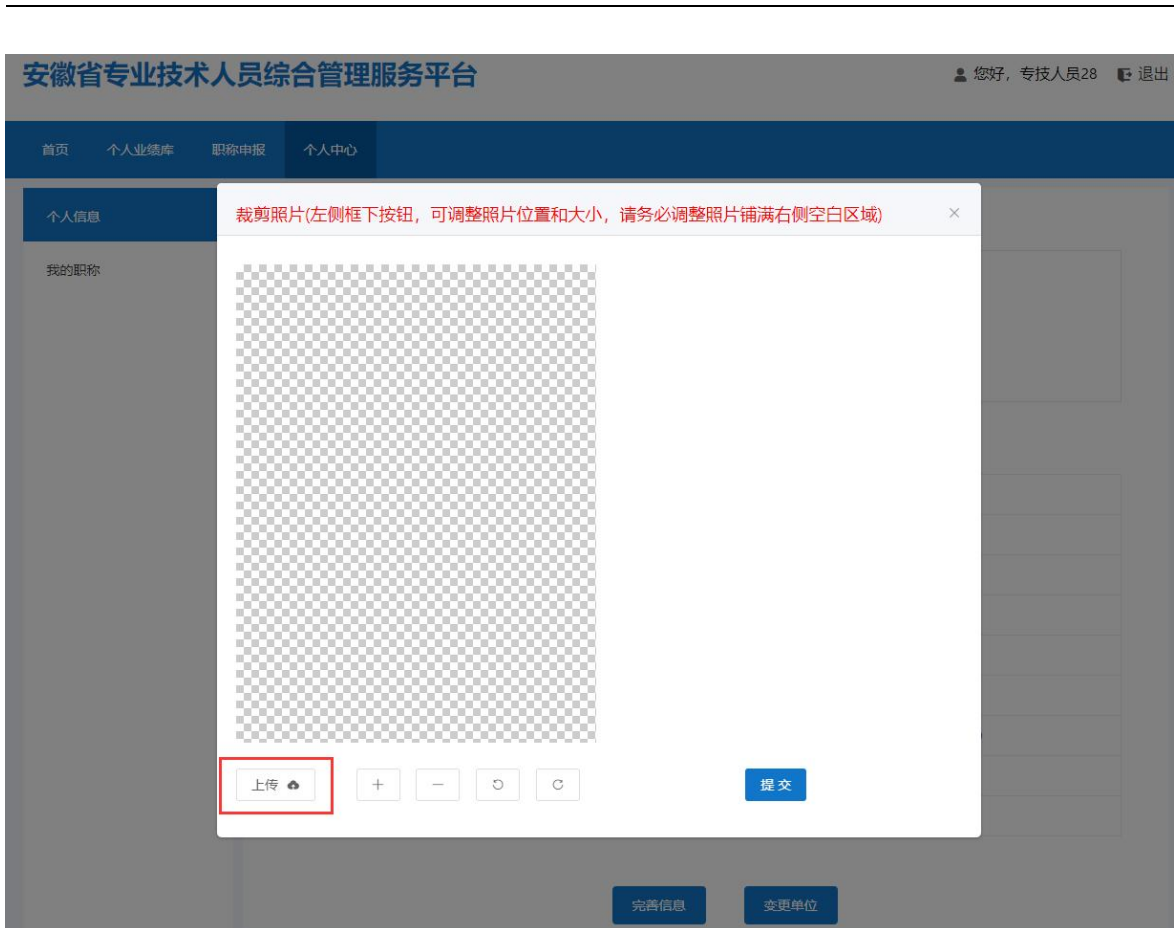 安徽省专业技术人员综合管理服务平台
您好，专技人员28 退出
首页 个人业绩库 职称申报 个人中心
个人信息
裁剪照片(左侧框下按钮，可调整照片位置和大小，请务必调整照片铺满右侧空白区域)
我的职称
上传
提交
完善信息 变更单位